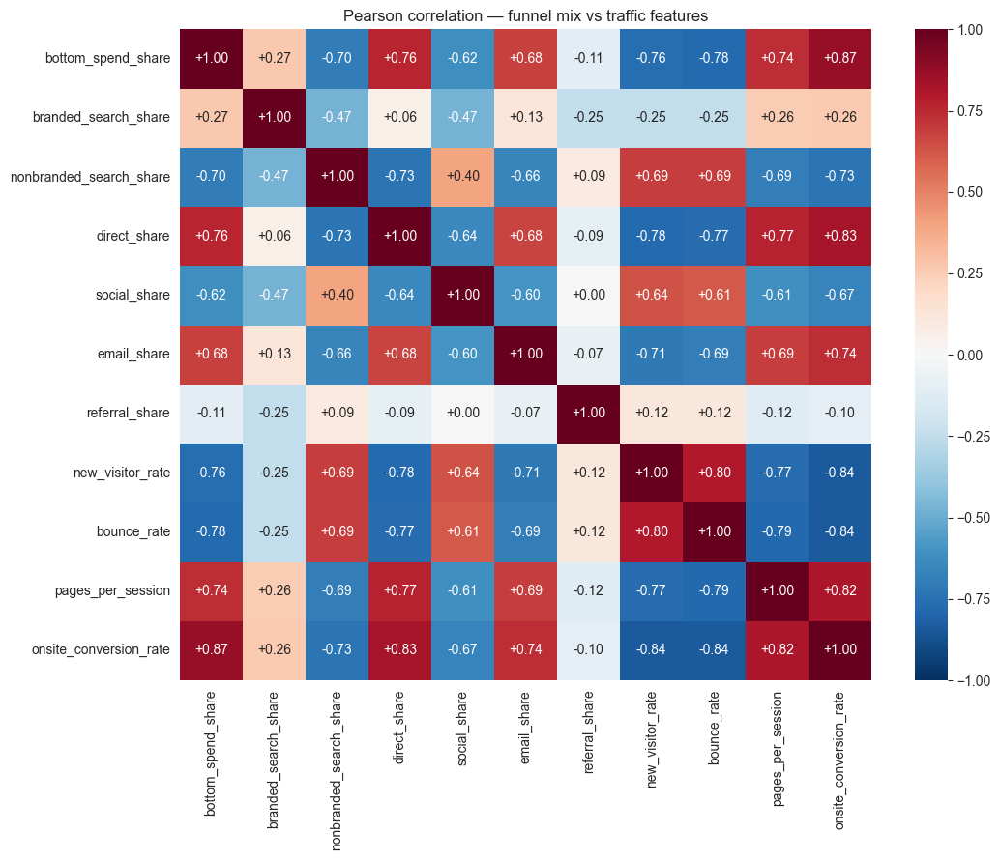 Pearson correlation — funnel mix vs traffic features
bottom_spend_share +1.00 +0.27 -0.70 +0.76 -0.62 +0.68 -0.11 -0.76 -0.78 +0.74 +0.87
branded_search_share +0.27 +1.00 -0.47 +0.06 -0.47 +0.13 -0.25 -0.25 -0.25 +0.26 +0.26
nonbranded_search_share -0.70 -0.47 +1.00 -0.73 +0.40 -0.66 +0.09 +0.69 +0.69 -0.69 -0.73
direct_share +0.76 +0.06 -0.73 +1.00 -0.64 +0.68 -0.09 -0.78 -0.77 +0.77 +0.83
social_share -0.62 -0.47 +0.40 -0.64 +1.00 -0.60 +0.00 +0.64 +0.61 -0.61 -0.67
email_share +0.68 +0.13 -0.66 +0.68 -0.60 +1.00 -0.07 -0.71 -0.69 +0.69 +0.74
referral_share -0.11 -0.25 +0.09 -0.09 +0.00 -0.07 +1.00 +0.12 +0.12 -0.12 -0.10
new_visitor_rate -0.76 -0.25 +0.69 -0.78 +0.64 -0.71 +0.12 +1.00 +0.80 -0.77 -0.84
bounce_rate -0.78 -0.25 +0.69 -0.77 +0.61 -0.69 +0.12 +0.80 +1.00 -0.79 -0.84
pages_per_session +0.74 +0.26 -0.69 +0.77 -0.61 +0.69 -0.12 -0.77 -0.79 +1.00 +0.82
onsite_conversion_rate +0.87 +0.26 -0.73 +0.83 -0.67 +0.74 -0.10 -0.84 -0.84 +0.82 +1.00
bottom_spend_share
branded_search_share
nonbranded_search_share
direct_share
social_share
email_share
referral_share
new_visitor_rate
bounce_rate
pages_per_session
onsite_conversion_rate
1.00
0.75
0.50
0.25
0.00
−0.25
−0.50
−0.75
−1.00